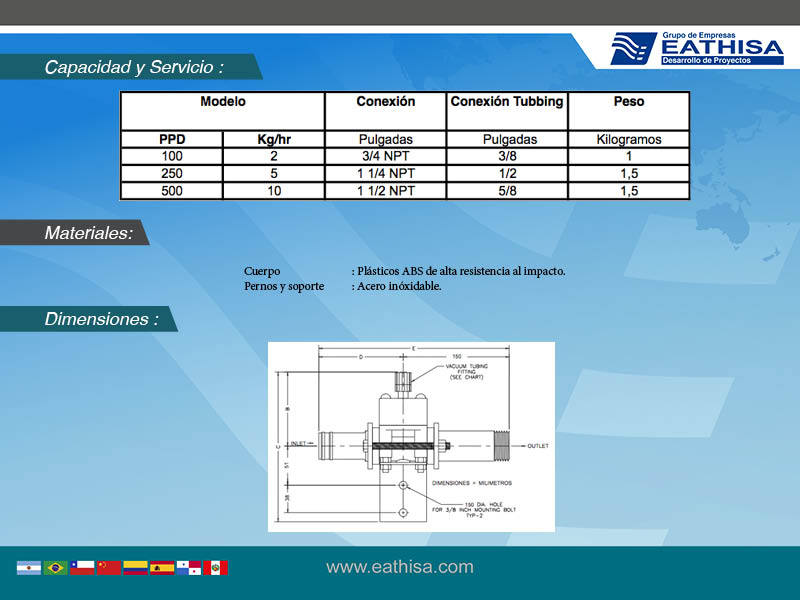 Grupo de Empresas
EATHISA
Desarrollo de Proyectos
Capacidad y Servicio :
Modelo Conexión Conexión Tubbing Peso
PPD Kg/hr Pulgadas Pulgadas Kilogramos
100 2 3/4 NPT 3/8 1
250 5 1 1/4 NPT 1/2 1,5
500 10 1 1/2 NPT 5/8 1,5
Materiales:
Cuerpo : Plásticos ABS de alta resistencia al impacto.
Pernos y soporte : Acero inóxidable.
Dimensiones :
E
D 150
VACUUM TUBING
FITTING
(SEE CHART)
B
C
INLET
OUTLET
51
38
DIMENSIONES = MILIMETROS
150 DIA. HOLE
FOR 3/8 INCH MOUNTING BOLT
TYP-2
www.eathisa.com